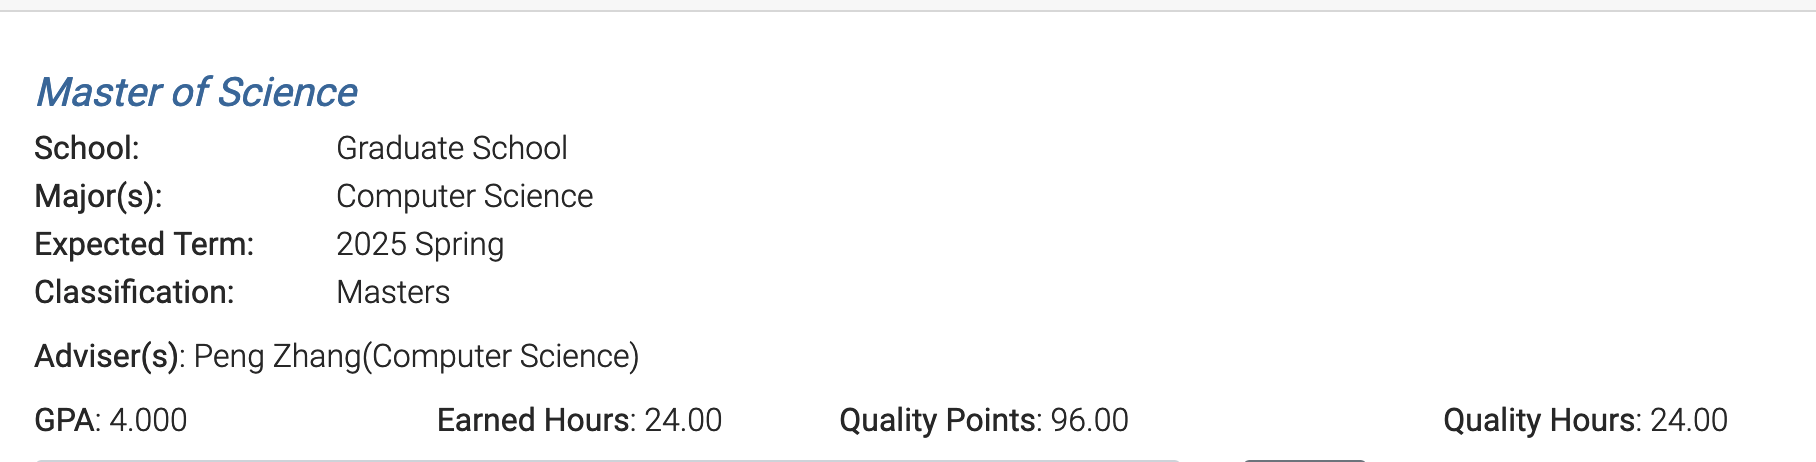 Master of Science
School: Graduate School
Major(s): Computer Science
Expected Term: 2025 Spring
Classification: Masters
Adviser(s): Peng Zhang(Computer Science)
GPA: 4.000 Earned Hours: 24.00 Quality Points: 96.00 Quality Hours: 24.00